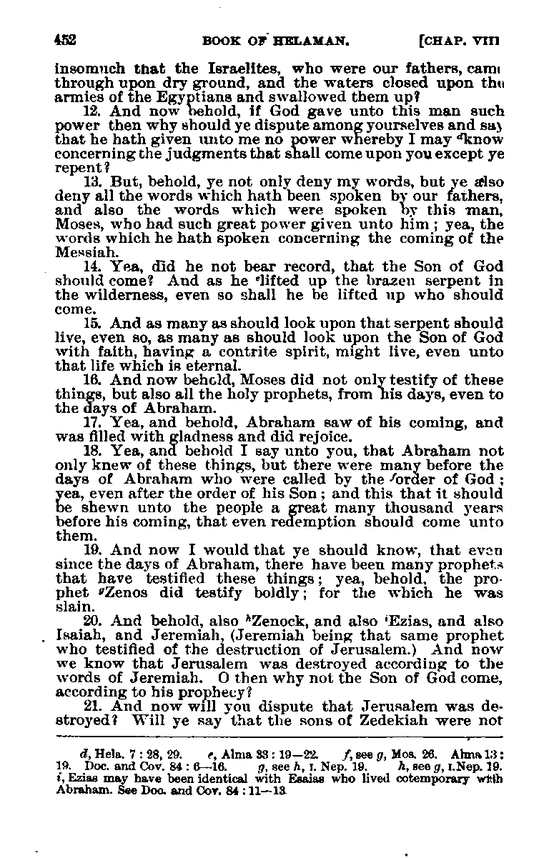 452 BOOK OF HELAMAN. [CHAP. VIII
insomuch that the Israelites, who were our fathers, came
through upon dry ground, and the waters closed upon the
armies of the Egyptians and swallowed them up?
12. And now behold, if God gave unto this man such
power then why should ye dispute among yourselves and say
that he hath given unto me no power whereby I may ᵈknow
concerning the judgments that shall come upon you except ye
repent?
13. But, behold, ye not only deny my words, but ye also
deny all the words which hath been spoken by our fathers,
and also the words which were spoken by this man,
Moses, who had such great power given unto him; yea, the
words which he hath spoken concerning the coming of the
Messiah.
14. Yea, did he not bear record, that the Son of God
should come? And as he ᵉlifted up the brazen serpent in
the wilderness, even so shall he be lifted up who should
come.
15. And as many as should look upon that serpent should
live, even so, as many as should look upon the Son of God
with faith, having a contrite spirit, might live, even unto
that life which is eternal.
16. And now behold, Moses did not only testify of these
things, but also all the holy prophets, from his days, even to
the days of Abraham.
17. Yea, and behold, Abraham saw of his coming, and
was filled with gladness and did rejoice.
18. Yea, and behold I say unto you, that Abraham not
only knew of these things, but there were many before the
days of Abraham who were called by the ᶠorder of God;
yea, even after the order of his Son; and this that it should
be shewn unto the people a great many thousand years
before his coming, that even redemption should come unto
them.
19. And now I would that ye should know, that even
since the days of Abraham, there have been many prophets
that have testified these things; yea, behold, the pro-
phet ᵍZenos did testify boldly; for the which he was
slain.
20. And behold, also ʰZenock, and also ⁱEzias, and also
Isaiah, and Jeremiah, (Jeremiah being that same prophet
who testified of the destruction of Jerusalem.) And now
we know that Jerusalem was destroyed according to the
words of Jeremiah. O then why not the Son of God come,
according to his prophecy?
21. And now will you dispute that Jerusalem was de-
stroyed? Will ye say that the sons of Zedekiah were not
d, Hela. 7:28, 29. e, Alma 33:19—22. f, see g, Mos. 26. Alma 13:
19. Doc. and Cov. 84:6—16. g, see h, I. Nep. 19. h, see g, I. Nep. 19.
i, Ezias may have been identical with Esaias who lived cotemporary with
Abraham. See Doc. and Cov. 84:11—13